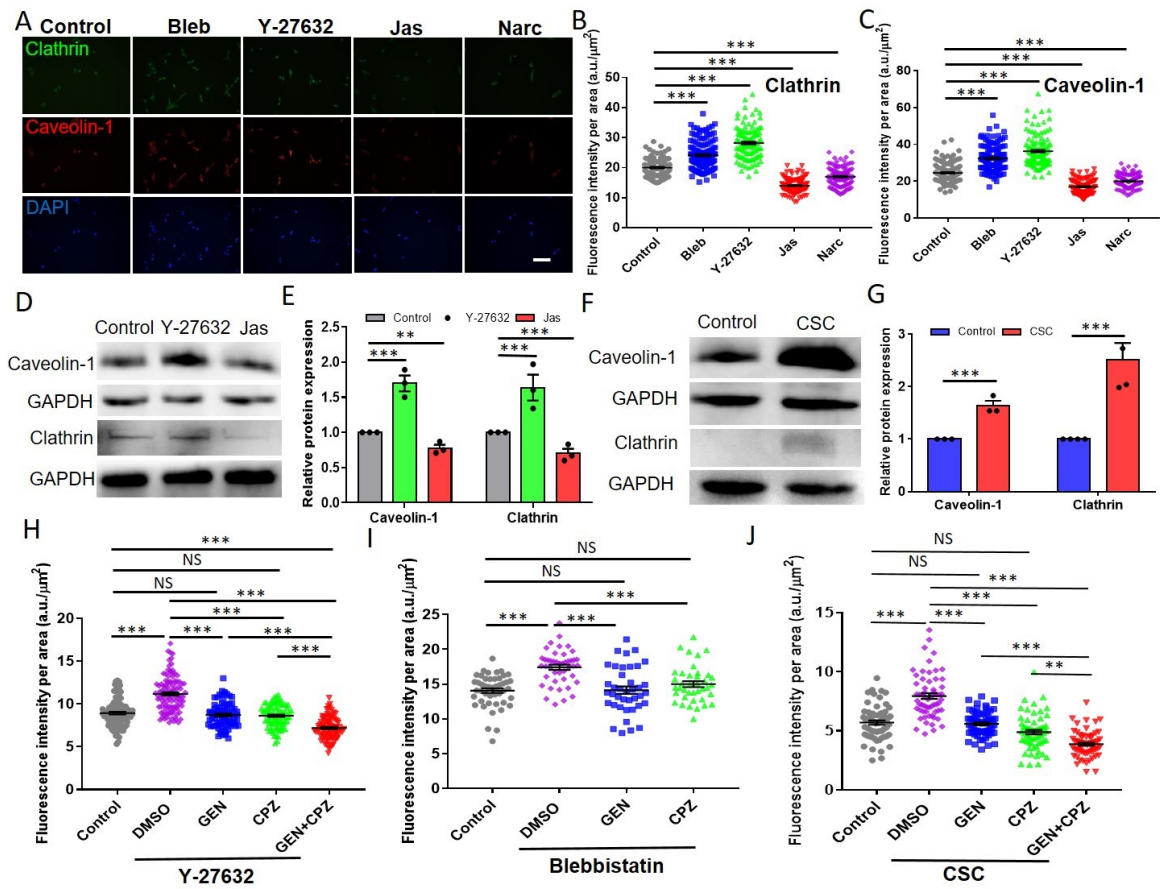 A
Control Bleb Y-27632 Jas Narc
Clathrin
Caveolin-1
DAPI
B
Clathrin
Fluorescence intensity per area (a.u./μm²)
***
***
***
***
50
40
30
20
10
0
Control Bleb Y-27632 Jas Narc
C
Caveolin-1
Fluorescence intensity per area (a.u./μm²)
***
***
***
***
80
60
40
20
0
Control Bleb Y-27632 Jas Narc
D
Control Y-27632 Jas
Caveolin-1
GAPDH
Clathrin
GAPDH
E
Control Y-27632 Jas
Relative protein expression
** ***
*** ***
2.5
2.0
1.5
1.0
0.5
0.0
Caveolin-1 Clathrin
F
Control CSC
Caveolin-1
GAPDH
Clathrin
GAPDH
G
Control CSC
Relative protein expression
*** ***
3
2
1
0
Caveolin-1 Clathrin
H
Fluorescence intensity per area (a.u./μm²)
***
NS
NS
***
***
*** *** ***
***
20
15
10
5
0
Control DMSO GEN CPZ GEN+CPZ
Y-27632
I
Fluorescence intensity per area (a.u./μm²)
NS
NS
***
*** ***
25
20
15
10
5
0
Control DMSO GEN CPZ
Blebbistatin
J
Fluorescence intensity per area (a.u./μm²)
NS
NS
***
***
*** ***
***
**
15
10
5
0
Control DMSO GEN CPZ GEN+CPZ
CSC